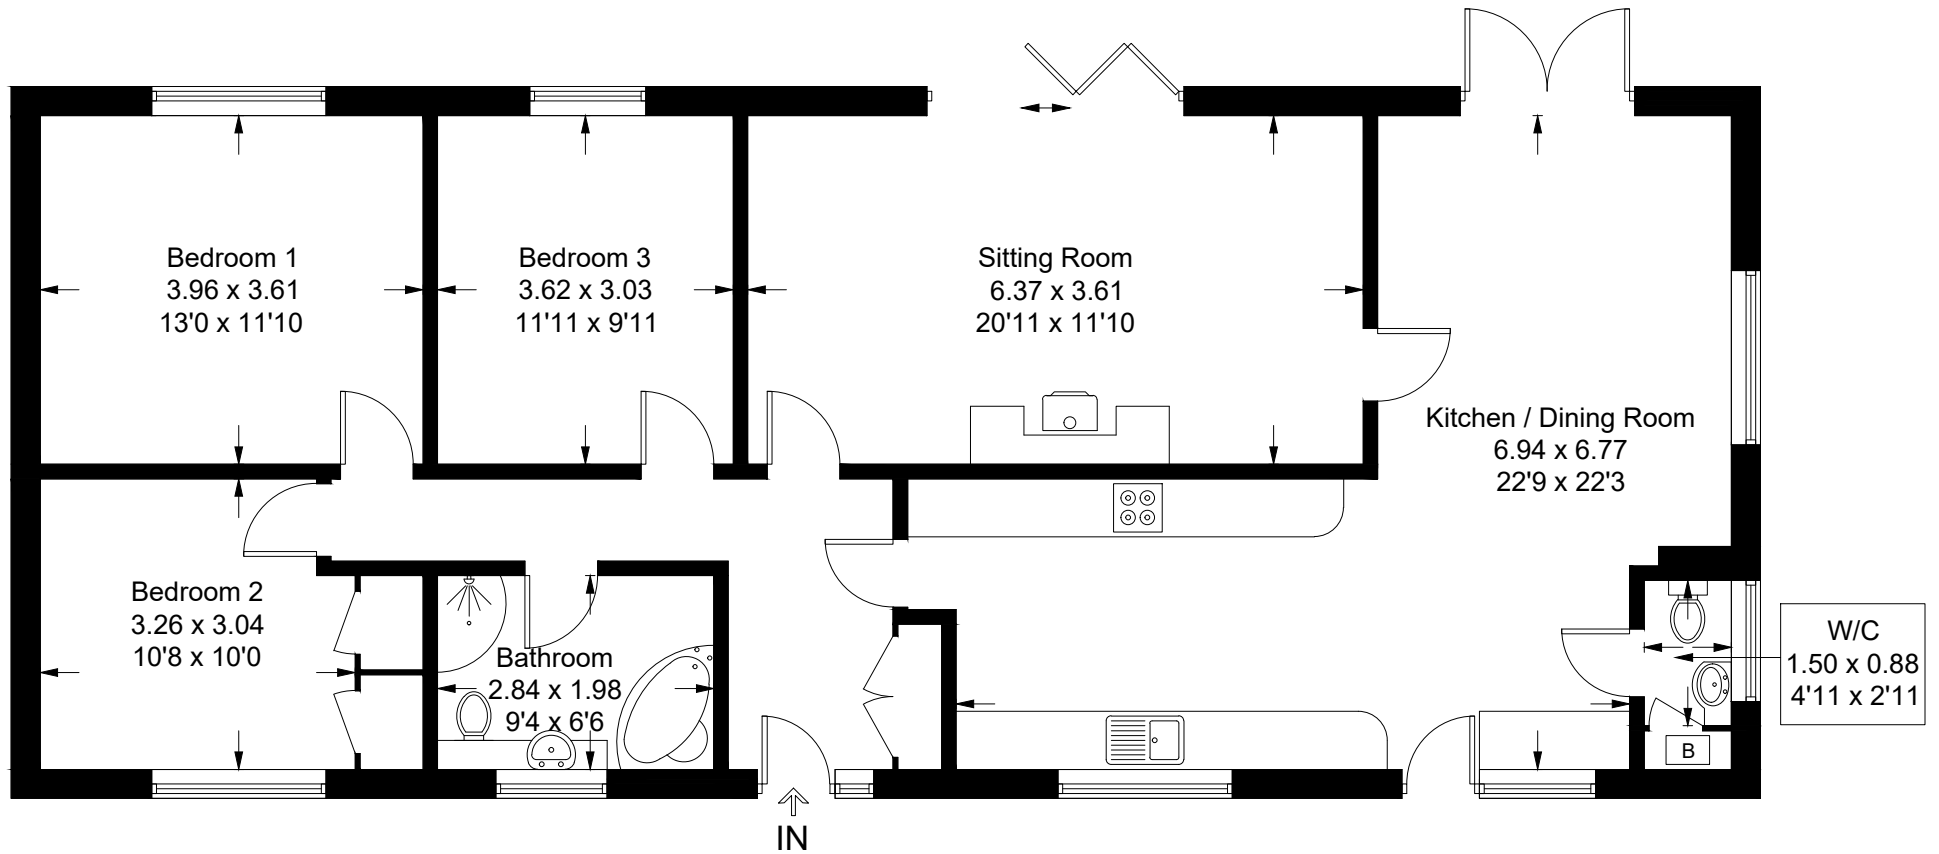 Bedroom 1
3.96 x 3.61
13'0 x 11'10
Bedroom 3
3.62 x 3.03
11'11 x 9'11
Sitting Room
6.37 x 3.61
20'11 x 11'10
Kitchen / Dining Room
6.94 x 6.77
22'9 x 22'3
Bedroom 2
3.26 x 3.04
10'8 x 10'0
Bathroom
2.84 x 1.98
9'4 x 6'6
W/C
1.50 x 0.88
4'11 x 2'11
B
IN